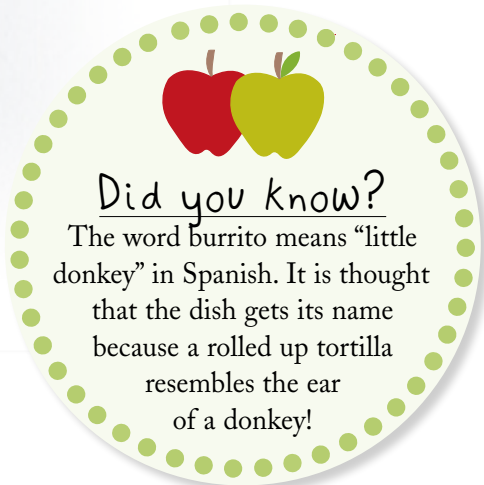 Did you know?
The word burrito means “little
donkey” in Spanish. It is thought
that the dish gets its name
because a rolled up tortilla
resembles the ear
of a donkey!